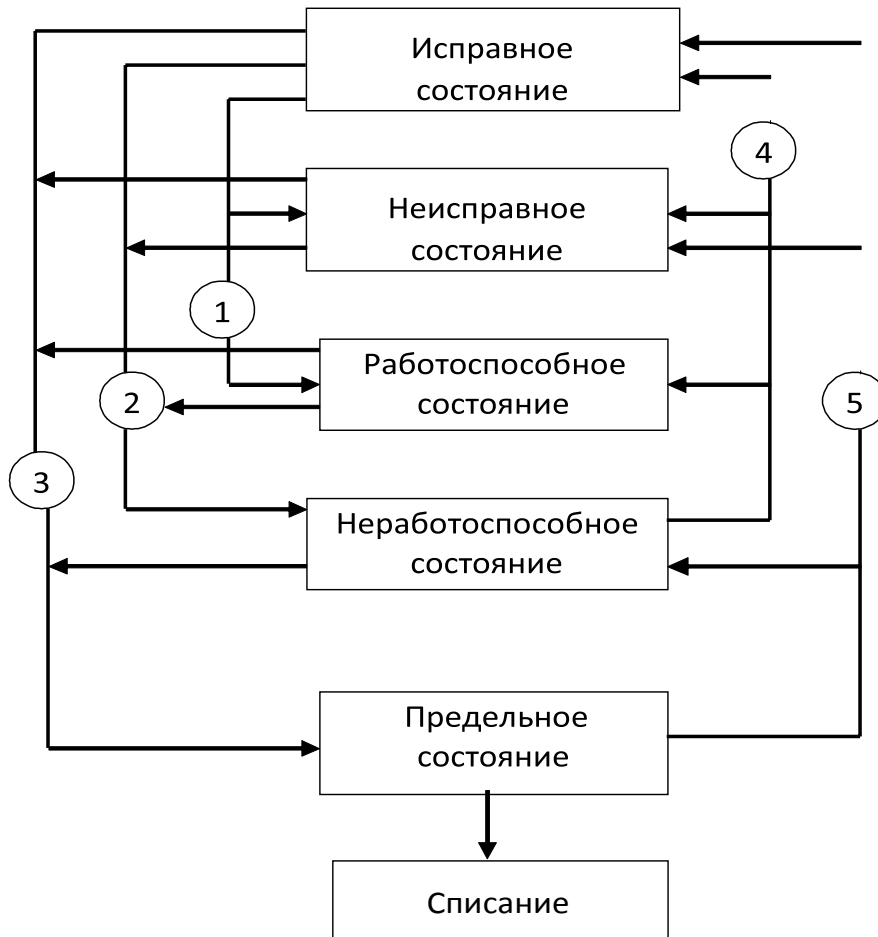 Исправное
состояние
4
Неисправное
состояние
1
Работоспособное
состояние
2
5
3
Неработоспособное
состояние
Предельное
состояние
Списание